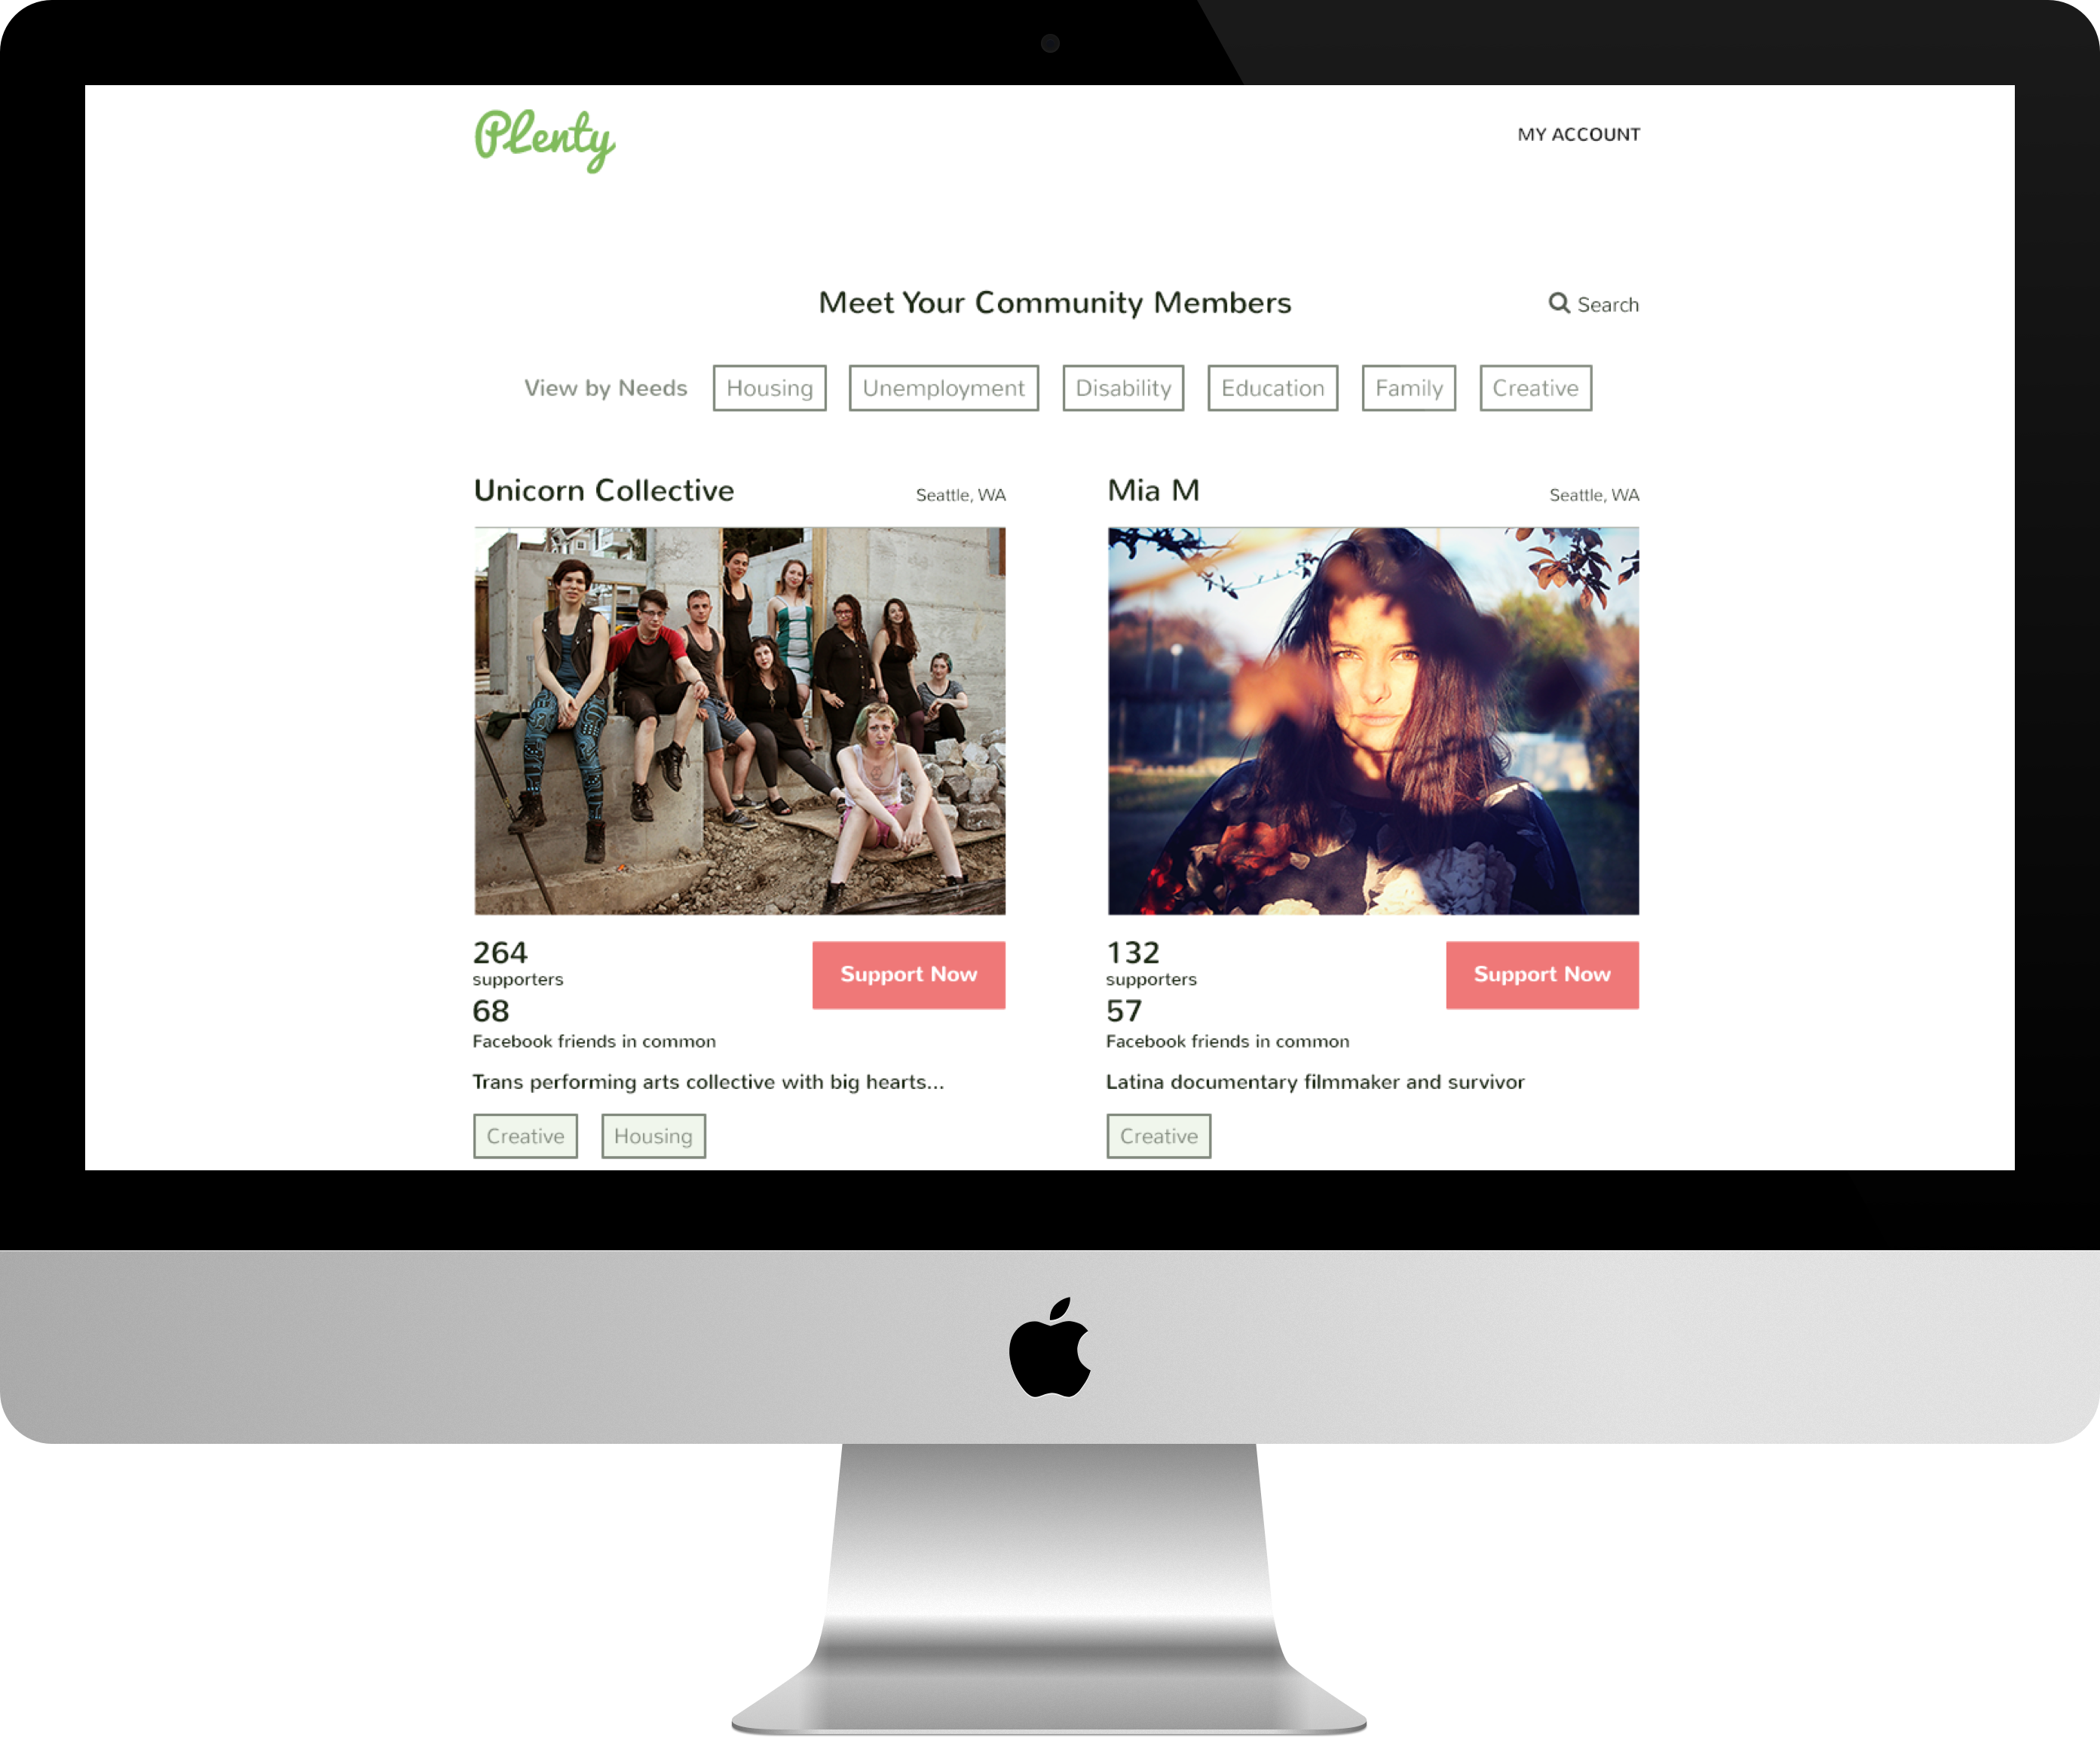 Plenty
MY ACCOUNT
Meet Your Community Members
Search
View by Needs
Housing
Unemployment
Disability
Education
Family
Creative
Unicorn Collective
Seattle, WA
264
supporters
68
Facebook friends in common
Support Now
Trans performing arts collective with big hearts...
Creative
Housing
Mia M
Seattle, WA
132
supporters
57
Facebook friends in common
Support Now
Latina documentary filmmaker and survivor
Creative